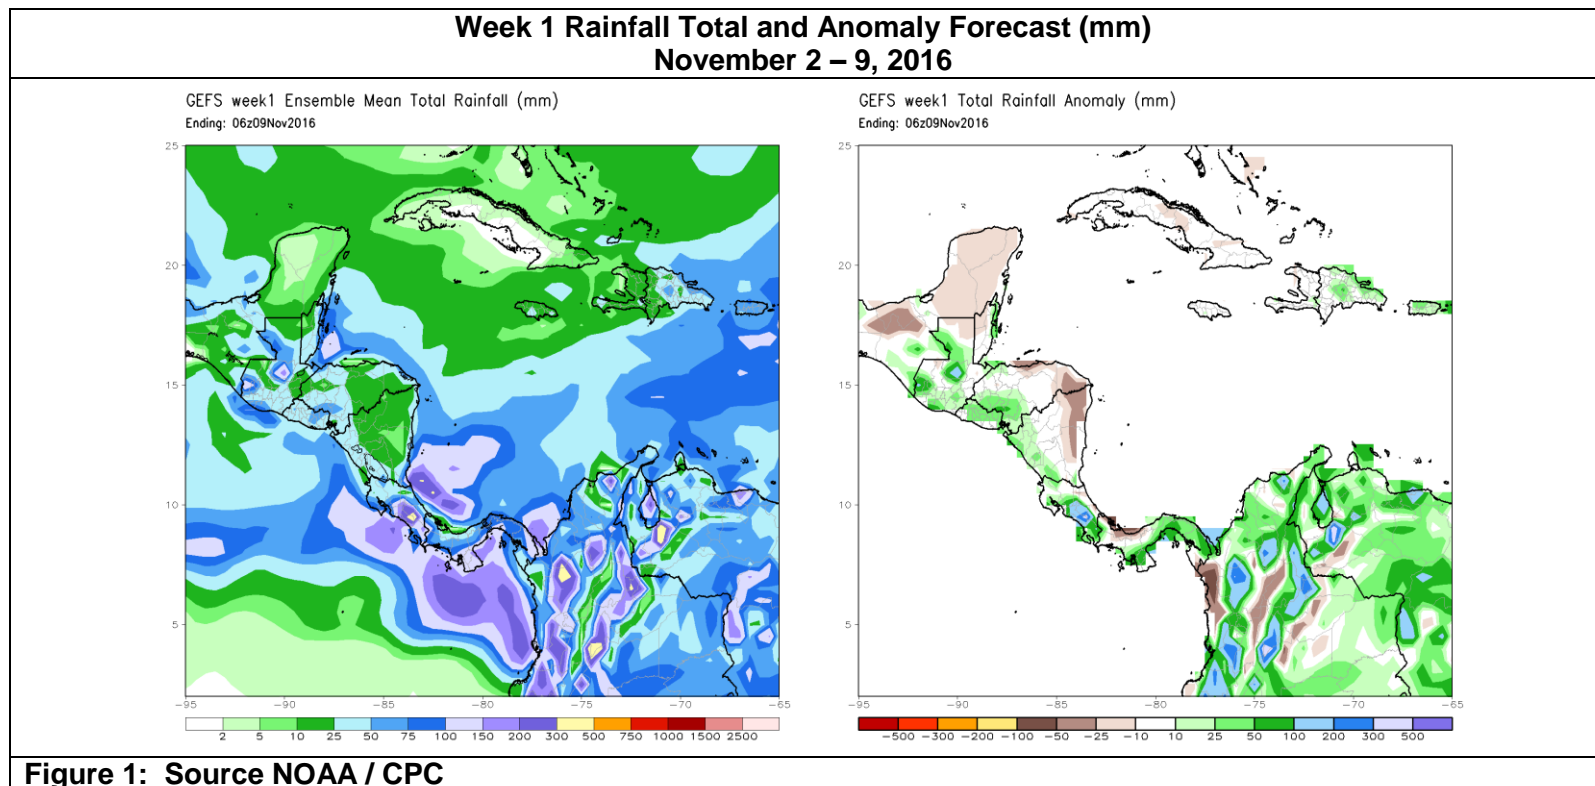 Week 1 Rainfall Total and Anomaly Forecast (mm)
November 2 – 9, 2016
GEFS week1 Ensemble Mean Total Rainfall (mm)
Ending: 06z09Nov2016
25
20
15
10
5
-95 -90 -85 -80 -75 -70 -65
2 5 10 25 50 75 100 150 200 300 500 750 1000 1500 2500
GEFS week1 Total Rainfall Anomaly (mm)
Ending: 06z09Nov2016
25
20
15
10
5
-95 -90 -85 -80 -75 -70 -65
-500 -300 -200 -100 -50 -25 -10 10 25 50 100 200 300 500
Figure 1: Source NOAA / CPC